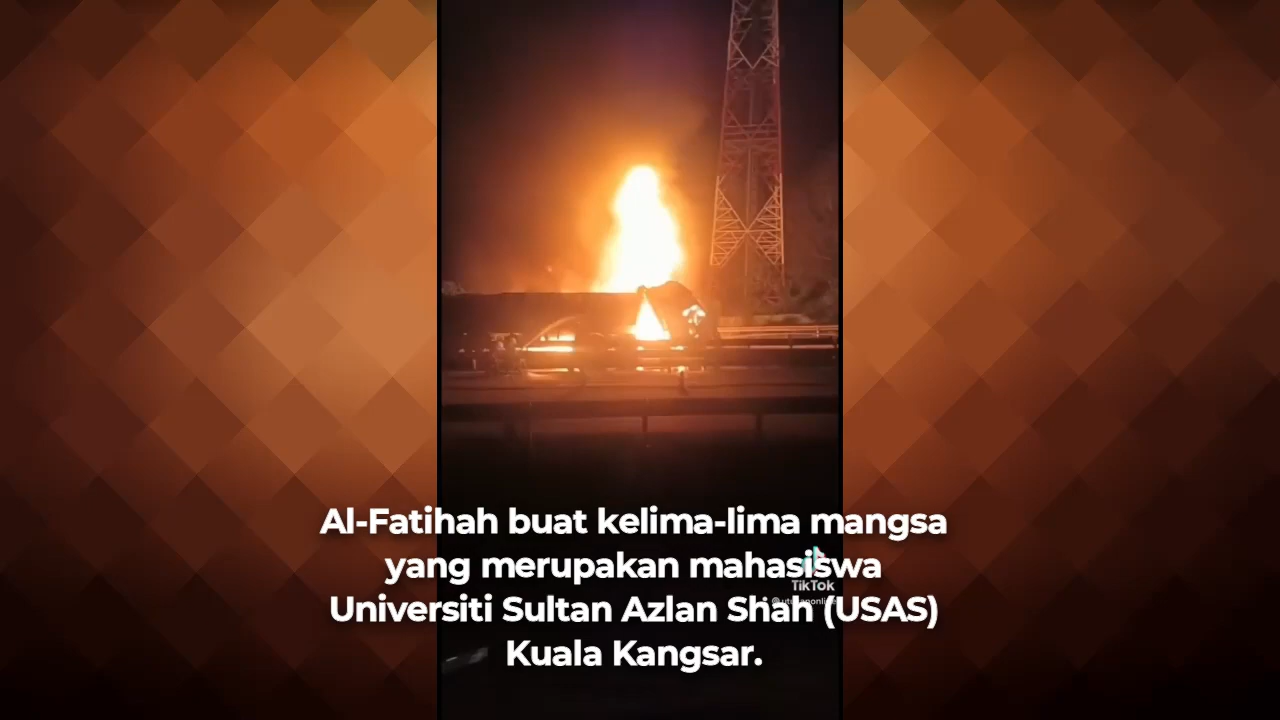 Al-Fatihah buat kelima-lima mangsa
yang merupakan mahasiswa
TikTok
Universiti Sultan Azlan Shah (USAS)
Kuala Kangsar.